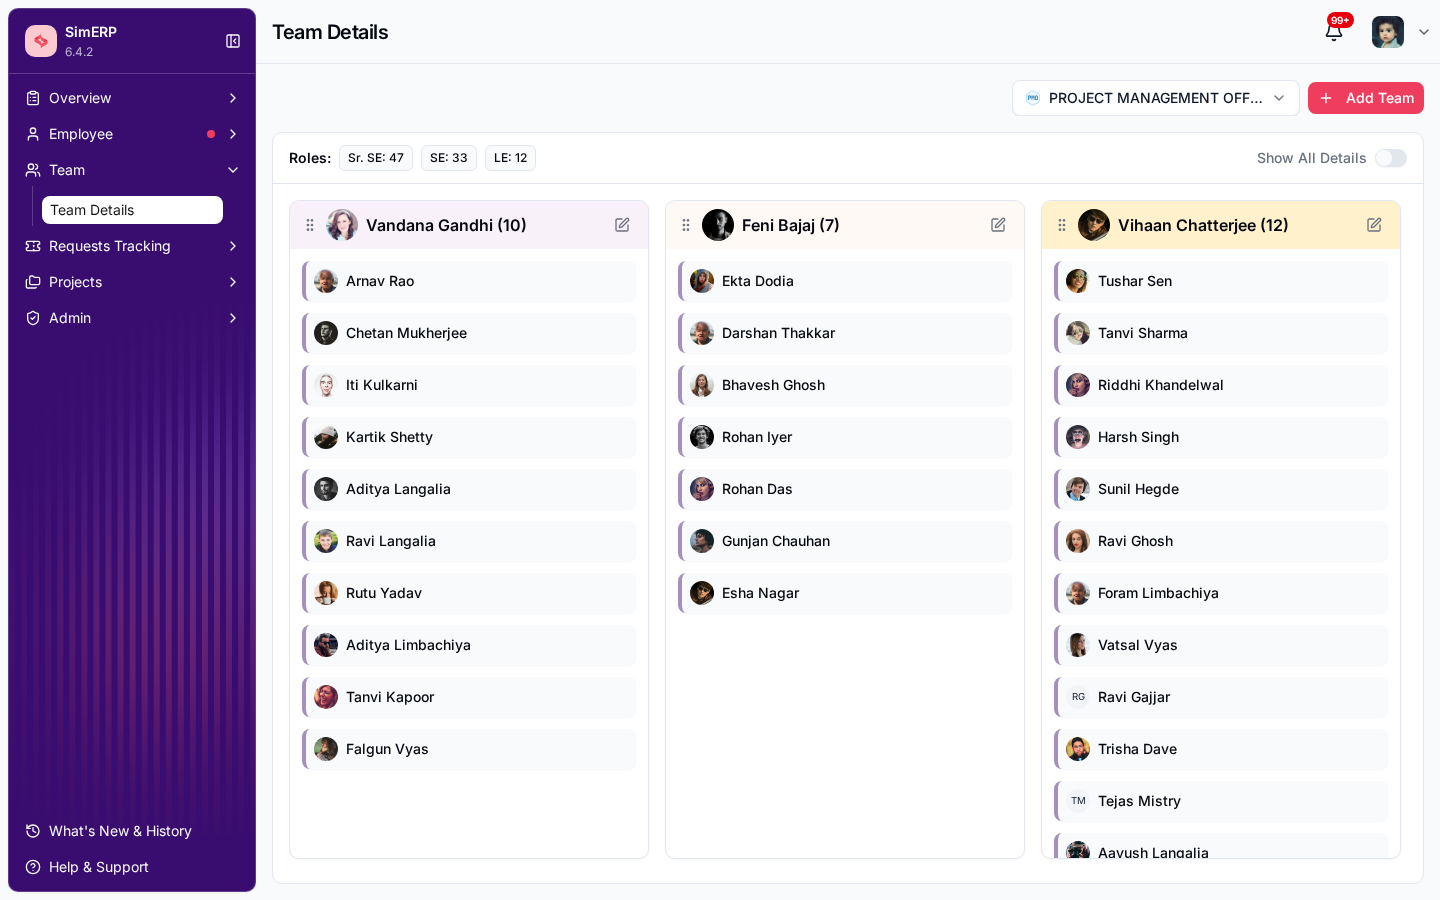 SimERP
6.4.2
Overview
Employee
Team
Team Details
Requests Tracking
Projects
Admin
What's New & History
Help & Support
Team Details
99+
PRO
PROJECT MANAGEMENT OFF...
Add Team
Roles:
Sr. SE: 47
SE: 33
LE: 12
Show All Details
Vandana Gandhi (10)
Arnav Rao
Chetan Mukherjee
Iti Kulkarni
Kartik Shetty
Aditya Langalia
Ravi Langalia
Rutu Yadav
Aditya Limbachiya
Tanvi Kapoor
Falgun Vyas
Feni Bajaj (7)
Ekta Dodia
Darshan Thakkar
Bhavesh Ghosh
Rohan Iyer
Rohan Das
Gunjan Chauhan
Esha Nagar
Vihaan Chatterjee (12)
Tushar Sen
Tanvi Sharma
Riddhi Khandelwal
Harsh Singh
Sunil Hegde
Ravi Ghosh
Foram Limbachiya
Vatsal Vyas
RG Ravi Gajjar
Trisha Dave
TM Tejas Mistry
Aayush Langalia